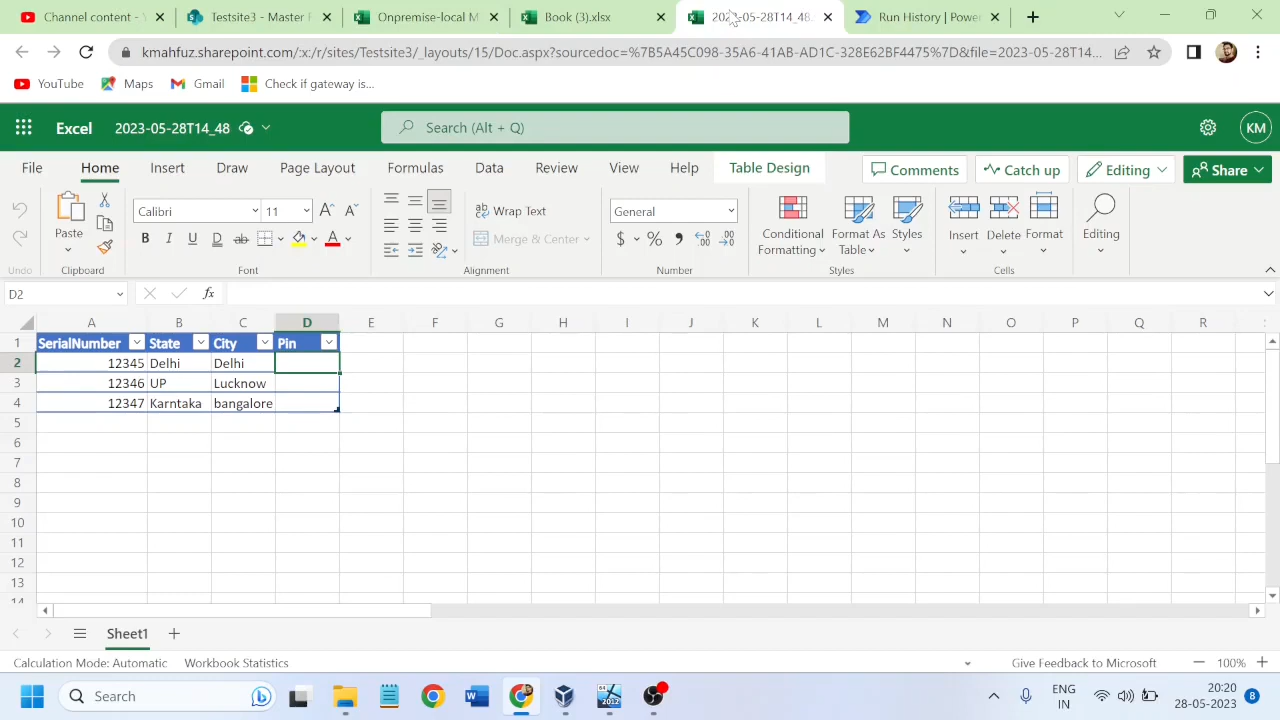 Channel content - Y
Testsite3 - Master F
Onpremise-local M
Book (3).xlsx
2023-05-28T14_48.
Run History | Power
kmahfuz.sharepoint.com/:x:/r/sites/Testsite3/_layouts/15/Doc.aspx?sourcedoc=%7B5A45C098-35A6-41AB-AD1C-328E62BF4475%7D&file=2023-05-28T14...
YouTube
Maps
Gmail
Check if gateway is...
Excel
2023-05-28T14_48
Search (Alt + Q)
KM
File
Home
Insert
Draw
Page Layout
Formulas
Data
Review
View
Help
Table Design
Comments
Catch up
Editing
Share
Paste
Calibri
11
Wrap Text
Merge & Center
General
Conditional Formatting
Format As Table
Styles
Insert
Delete
Format
Editing
Undo
Clipboard
Font
Alignment
Number
Styles
Cells
D2
fx
A B C D E F G H I J K L M N O P Q R
1 SerialNumber State City Pin
2 12345 Delhi Delhi
3 12346 UP Lucknow
4 12347 Karntaka bangalore
5
6
7
8
9
10
11
12
13
14
Sheet1
Calculation Mode: Automatic
Workbook Statistics
Give Feedback to Microsoft
100%
Search
64
2012
ENG
IN
20:20
28-05-2023
8